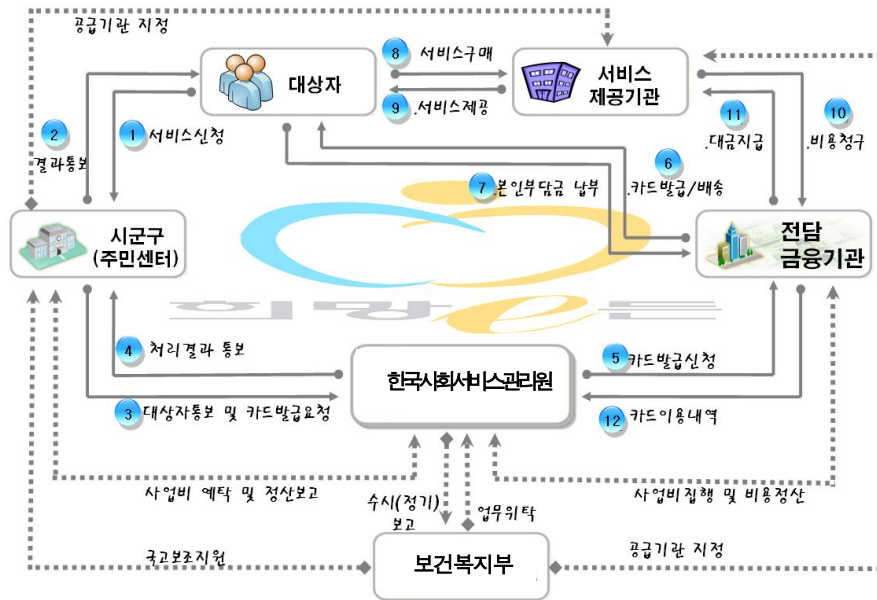 공급기관 지정
8 서비스구매
대상자
서비스
제공기관
9 .서비스제공
2
결과통보
1 서비스신청
11
.대금지급
10
.비용청구
6
.카드발급/배송
7 .본인부담금 납부
시군구
(주민센터)
전담
금융기관
희망e든
4 처리결과 통보
5 카드발급신청
한국사회서비스관리원
3 대상자통보 및 카드발급요청
12 카드이용내역
사업비 예탁 및 정산보고
수시(정기)
보고
업무위탁
사업비집행 및 비용정산
국고보조지원
보건복지부
공급기관 지정